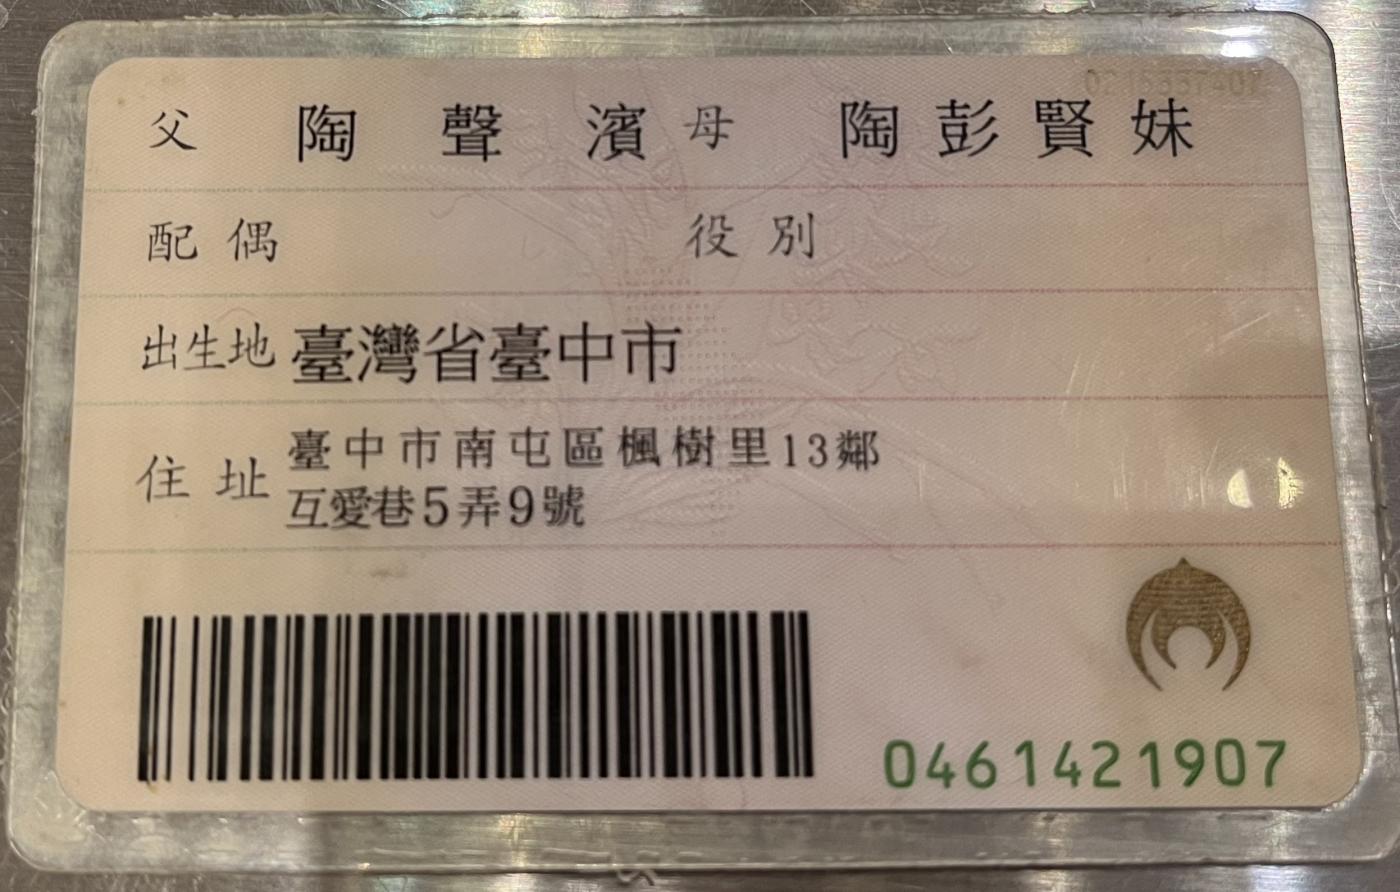 父 陶聲濱 母 陶彭賢妹
配偶 役別
出生地 臺灣省臺中市
住址 臺中市南屯區楓樹里13鄰
互愛巷5弄9號
0461421907